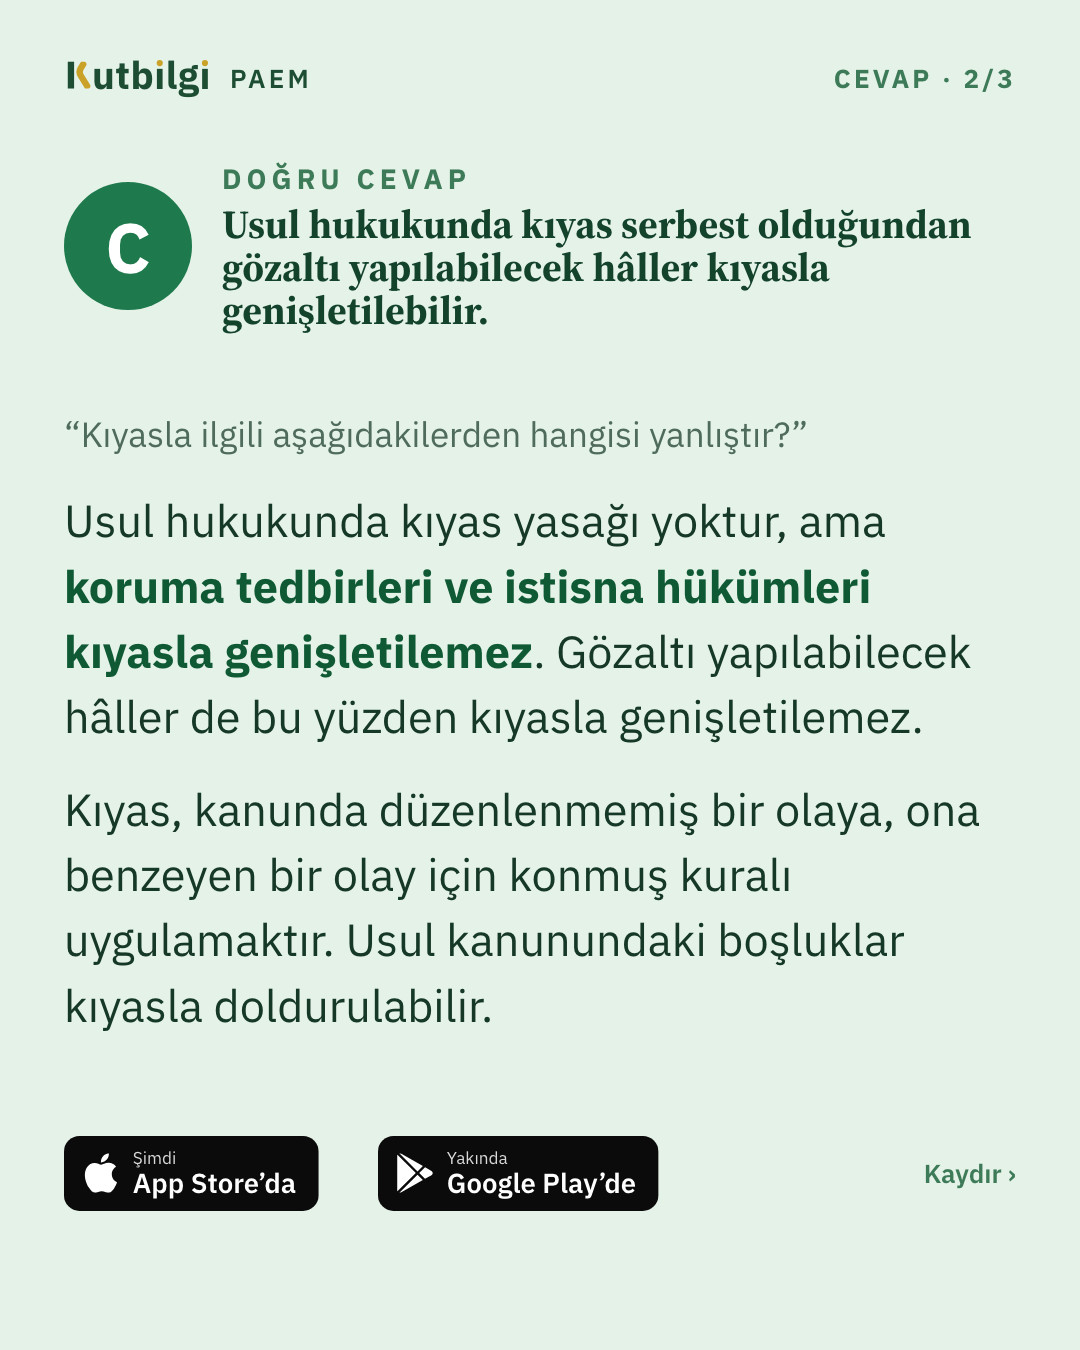 Kutbilgi PAEM
CEVAP · 2/3
C
DOĞRU CEVAP
Usul hukukunda kıyas serbest olduğundan
gözaltı yapılabilecek hâller kıyasla
genişletilebilir.
“Kıyasla ilgili aşağıdakilerden hangisi yanlıştır?”
Usul hukukunda kıyas yasağı yoktur, ama
koruma tedbirleri ve istisna hükümleri
kıyasla genişletilemez. Gözaltı yapılabilecek
hâller de bu yüzden kıyasla genişletilemez.
Kıyas, kanunda düzenlenmemiş bir olaya, ona
benzeyen bir olay için konmuş kuralı
uygulamaktır. Usul kanunundaki boşluklar
kıyasla doldurulabilir.
Şimdi
App Store’da
Yakında
Google Play’de
Kaydır ›